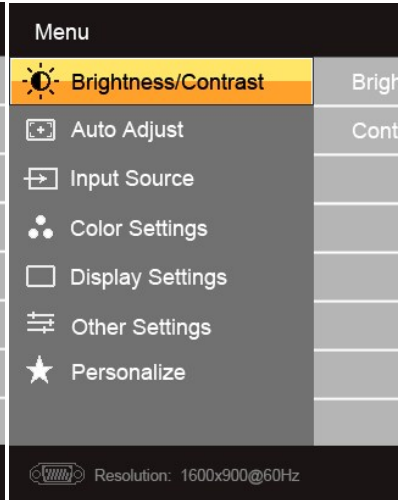 Menu
Brightness/Contrast
Brigh
Auto Adjust
Cont
Input Source
Color Settings
Display Settings
Other Settings
Personalize
Resolution: 1600x900@60Hz